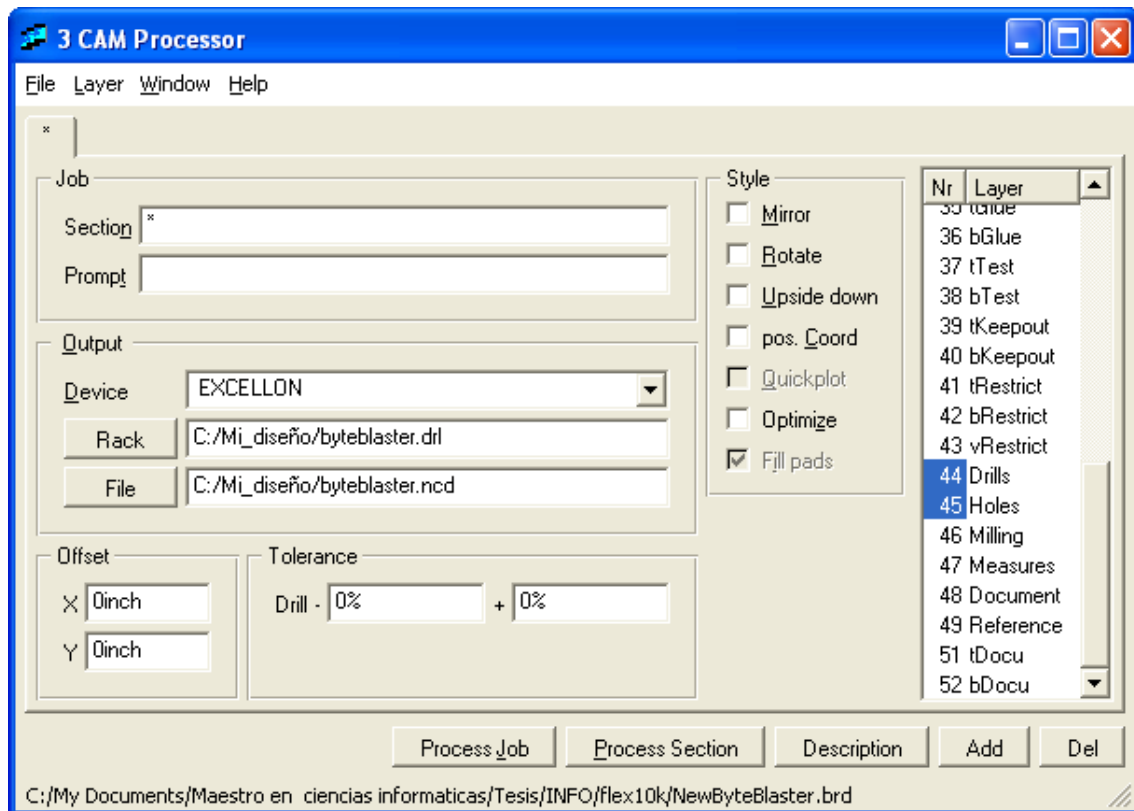 3 CAM Processor
File Layer Window Help
*
Job
Section *
Prompt
Output
Device EXCELLON
Rack C:/Mi_diseño/byteblaster.drl
File C:/Mi_diseño/byteblaster.ncd
Offset
X 0inch
Y 0inch
Tolerance
Drill - 0% + 0%
Style
Mirror
Rotate
Upside down
pos. Coord
Quickplot
Optimize
Fill pads
Nr Layer
35 tGlue
36 bGlue
37 tTest
38 bTest
39 tKeepout
40 bKeepout
41 tRestrict
42 bRestrict
43 vRestrict
44 Drills
45 Holes
46 Milling
47 Measures
48 Document
49 Reference
51 tDocu
52 bDocu
Process Job Process Section Description Add Del
C:/My Documents/Maestro en ciencias informaticas/Tesis/INFO/flex10k/NewByteBlaster.brd